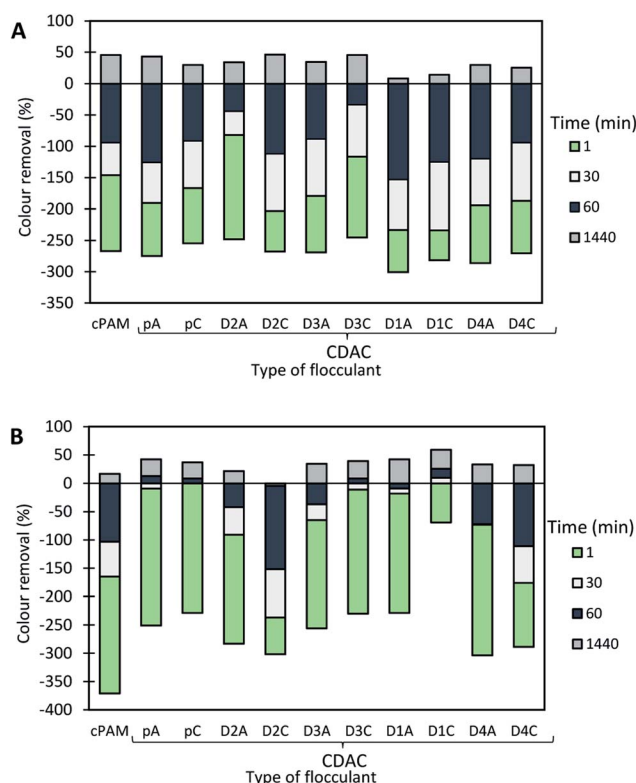 A
100
50
0
-50
-100
-150
-200
-250
-300
-350
Colour removal (%)
cPAM pA pC D2A D2C D3A D3C D1A D1C D4A D4C
CDAC
Type of flocculant
Time (min)
1
30
60
1440
B
100
50
0
-50
-100
-150
-200
-250
-300
-350
-400
Colour removal (%)
cPAM pA pC D2A D2C D3A D3C D1A D1C D4A D4C
CDAC
Type of flocculant
Time (min)
1
30
60
1440